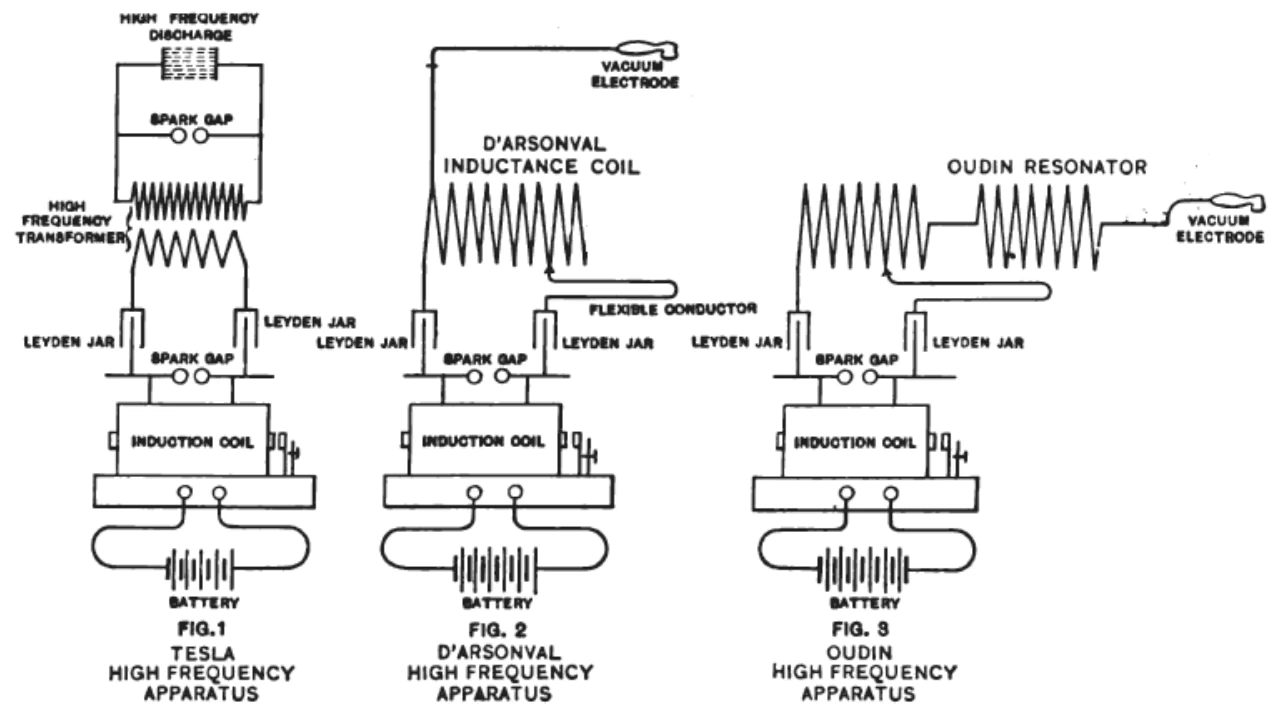 HIGH FREQUENCY
DISCHARGE
SPARK GAP
HIGH
FREQUENCY
TRANSFORMER
LEYDEN JAR
LEYDEN JAR
SPARK GAP
INDUCTION COIL
BATTERY
FIG.1
TESLA
HIGH FREQUENCY
APPARATUS
VACUUM
ELECTRODE
D'ARSONVAL
INDUCTANCE COIL
FLEXIBLE CONDUCTOR
LEYDEN JAR
LEYDEN JAR
SPARK GAP
INDUCTION COIL
BATTERY
FIG. 2
D'ARSONVAL
HIGH FREQUENCY
APPARATUS
OUDIN RESONATOR
VACUUM
ELECTRODE
LEYDEN JAR
LEYDEN JAR
SPARK GAP
INDUCTION COIL
BATTERY
FIG. 3
OUDIN
HIGH FREQUENCY
APPARATUS